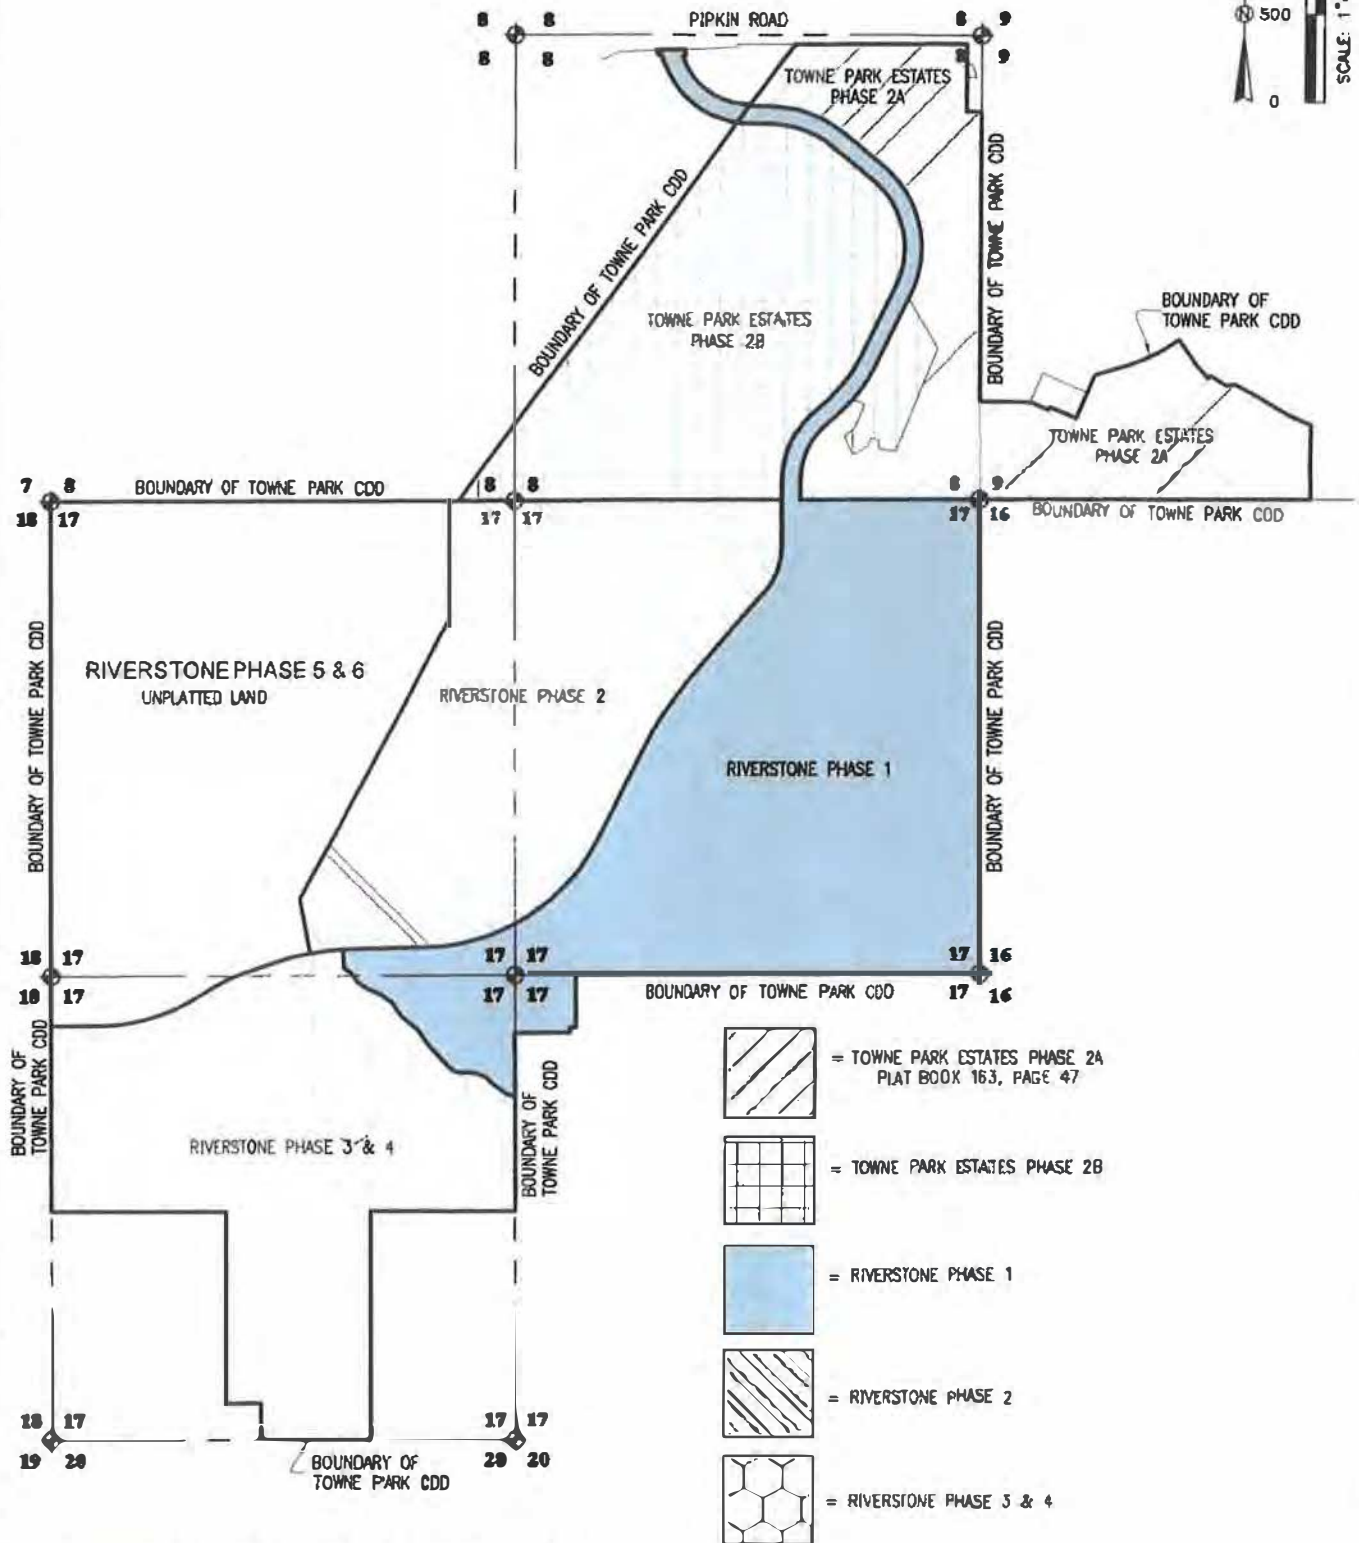 8 8
PIPKIN ROAD
8 9
8 8
8 9
N
500
0
SCALE: 1"
TOWNE PARK ESTATES
PHASE 2A
BOUNDARY OF TOWNE PARK CDD
BOUNDARY OF TOWNE PARK CDD
TOWNE PARK ESTATES
PHASE 2B
BOUNDARY OF
TOWNE PARK CDD
TOWNE PARK ESTATES
PHASE 2A
7 8
BOUNDARY OF TOWNE PARK CDD
8 8
8 9
18 17
17 17
17 16
BOUNDARY OF TOWNE PARK CDD
BOUNDARY OF TOWNE PARK CDD
RIVERSTONE PHASE 5 & 6
UNPLATTED LAND
RIVERSTONE PHASE 2
RIVERSTONE PHASE 1
BOUNDARY OF TOWNE PARK CDD
18 17
17 17
17 16
18 17
17 17
BOUNDARY OF TOWNE PARK CDD
17 16
BOUNDARY OF
TOWNE PARK CDD
RIVERSTONE PHASE 3 & 4
BOUNDARY OF
TOWNE PARK CDD
= TOWNE PARK ESTATES PHASE 2A
PLAT BOOK 163, PAGE 47
= TOWNE PARK ESTATES PHASE 2B
= RIVERSTONE PHASE 1
= RIVERSTONE PHASE 2
= RIVERSTONE PHASE 3 & 4
18 17
17 17
19 20
20 20
BOUNDARY OF
TOWNE PARK CDD